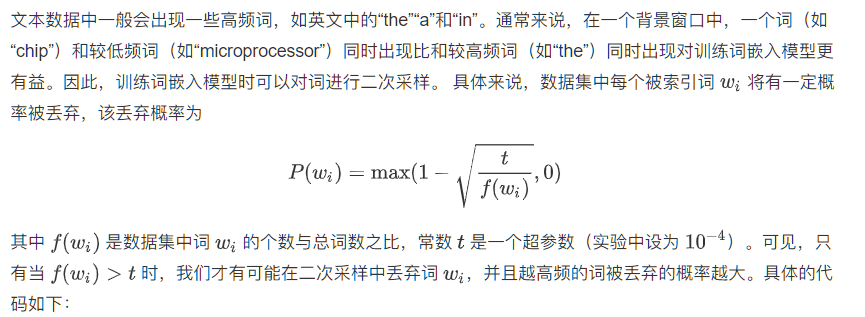 文本数据中一般会出现一些高频词，如英文中的“the”“a”和“in”。通常来说，在一个背景窗口中，一个词（如
“chip”）和较低频词（如“microprocessor”）同时出现比和较高频词（如“the”）同时出现对训练词嵌入模型更
有益。因此，训练词嵌入模型时可以对词进行二次采样。 具体来说，数据集中每个被索引词 wᵢ 将有一定概
率被丢弃，该丢弃概率为
P(wᵢ) = max(1 − √(t / f(wᵢ)), 0)
其中 f(wᵢ) 是数据集中词 wᵢ 的个数与总词数之比，常数 t 是一个超参数（实验中设为 10⁻⁴）。可见，只
有当 f(wᵢ) > t 时，我们才有可能在二次采样中丢弃词 wᵢ，并且越高频的词被丢弃的概率越大。具体的代
码如下：